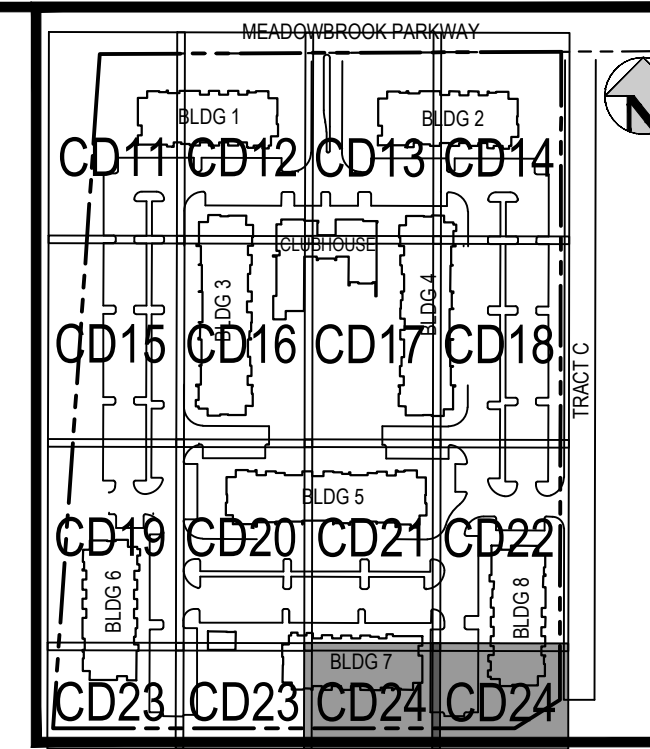 MEADOWBROOK PARKWAY
N
BLDG 1
BLDG 2
CD11 CD12 CD13 CD14
CLUBHOUSE
BLDG 3
BLDG 4
CD15 CD16 CD17 CD18
TRACT C
BLDG 5
CD19 CD20 CD21 CD22
BLDG 6
BLDG 8
BLDG 7
CD23 CD23 CD24 CD24